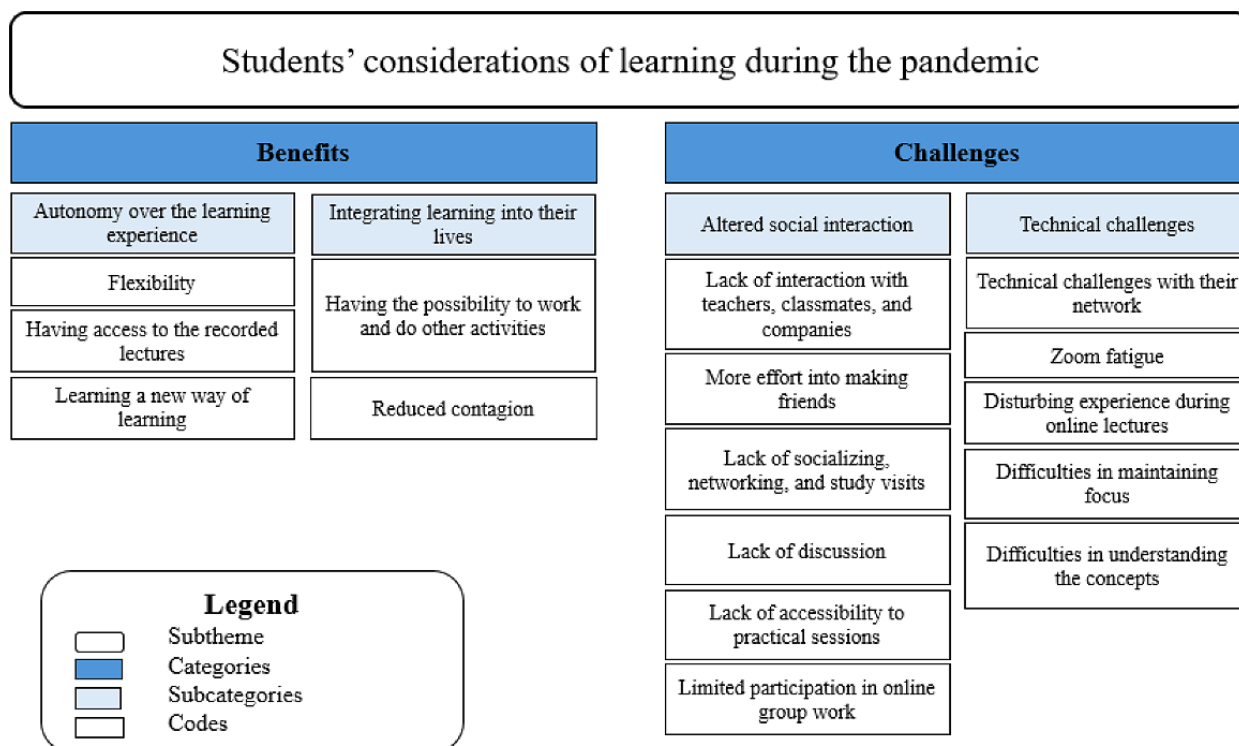 Students’ considerations of learning during the pandemic
Benefits
Autonomy over the learning
experience
Flexibility
Having access to the recorded
lectures
Learning a new way of
learning
Integrating learning into their
lives
Having the possibility to work
and do other activities
Reduced contagion
Challenges
Altered social interaction
Lack of interaction with
teachers, classmates, and
companies
More effort into making
friends
Lack of socializing,
networking, and study visits
Lack of discussion
Lack of accessibility to
practical sessions
Limited participation in online
group work
Technical challenges
Technical challenges with their
network
Zoom fatigue
Disturbing experience during
online lectures
Difficulties in maintaining
focus
Difficulties in understanding
the concepts
Legend
Subtheme
Categories
Subcategories
Codes